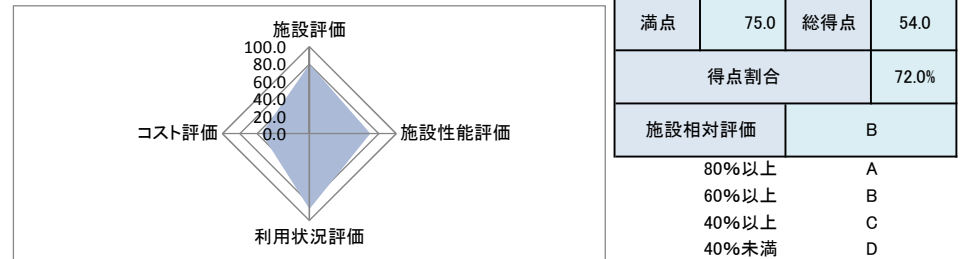 施設評価
100.0
80.0
60.0
40.0
20.0
0.0
コスト評価
施設性能評価
利用状況評価
満点 75.0 総得点 54.0
得点割合 72.0%
施設相対評価 B
80%以上 A
60%以上 B
40%以上 C
40%未満 D